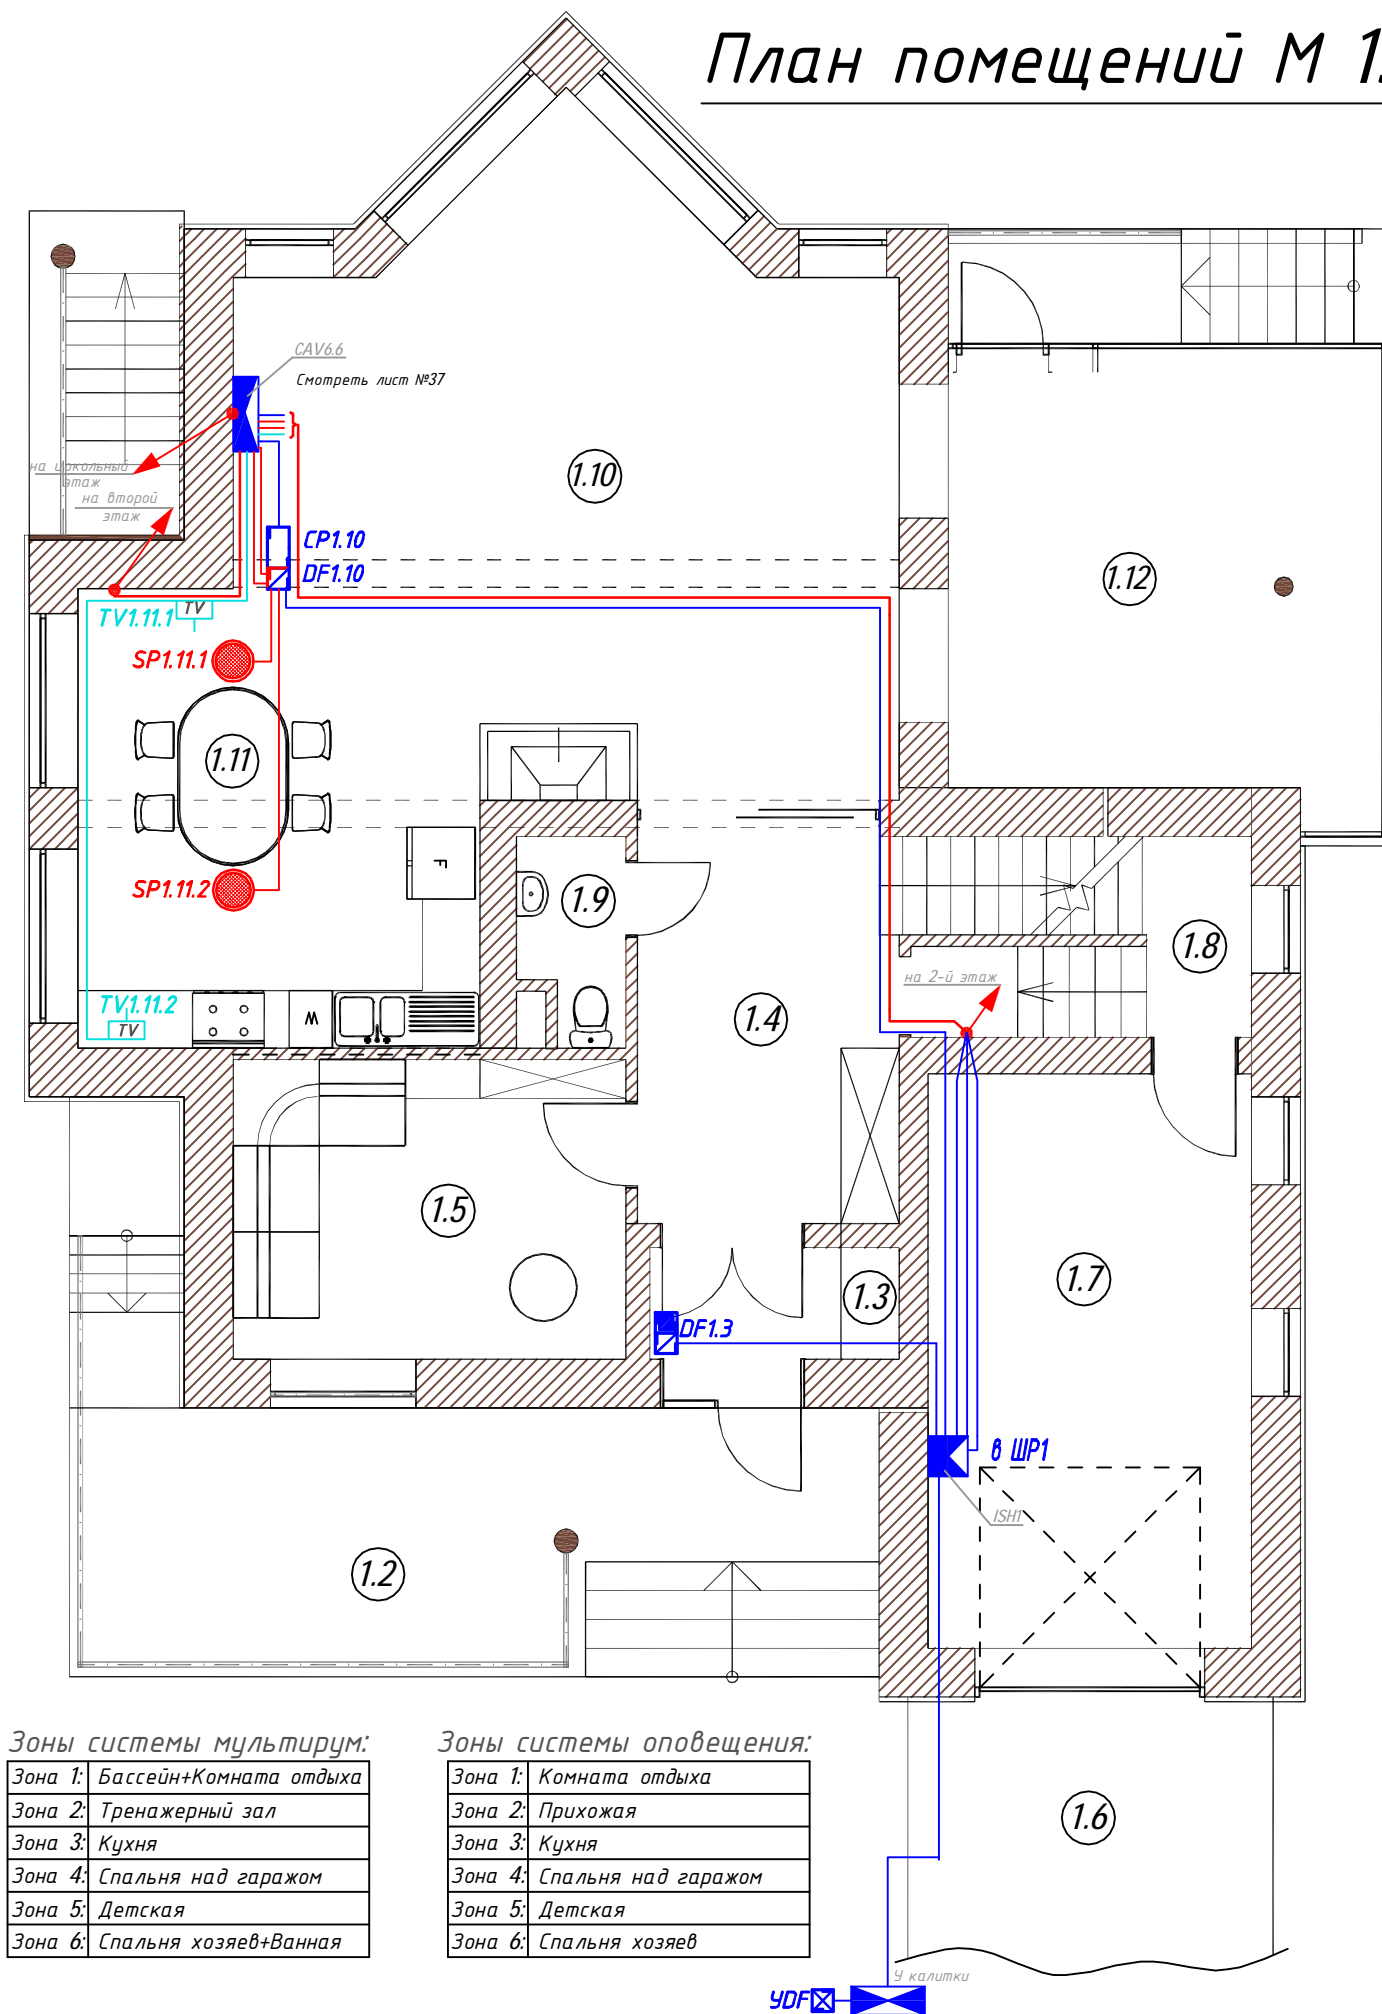 План помещений М 1:
CAV6.6
Смотреть лист №37
на цокольный
этаж
на второй
этаж
1.10
CP1.10
DF1.10
1.12
TV1.11.1
TV
SP1.11.1
1.11
F
SP1.11.2
1.9
1.8
на 2-й этаж
TV1.11.2
TV
W
1.4
1.5
1.7
1.3
DF1.3
в ШР1
ISH1
1.2
Зоны системы мультирум:
Зона 1: Бассейн+Комната отдыха
Зона 2: Тренажерный зал
Зона 3: Кухня
Зона 4: Спальня над гаражом
Зона 5: Детская
Зона 6: Спальня хозяев+Ванная
Зоны системы оповещения:
Зона 1: Комната отдыха
Зона 2: Прихожая
Зона 3: Кухня
Зона 4: Спальня над гаражом
Зона 5: Детская
Зона 6: Спальня хозяев
1.6
У калитки
УDF